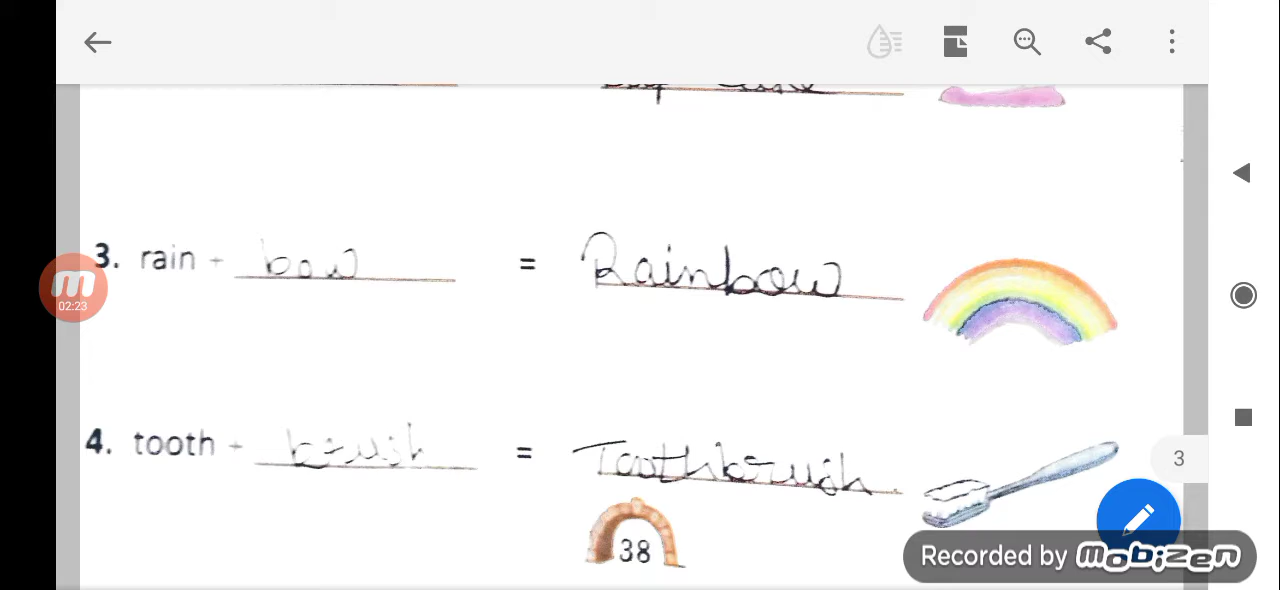 3. rain + bow = Rainbow
02:23
4. tooth + brush = Toothbrush
3
38
Recorded by mobizen